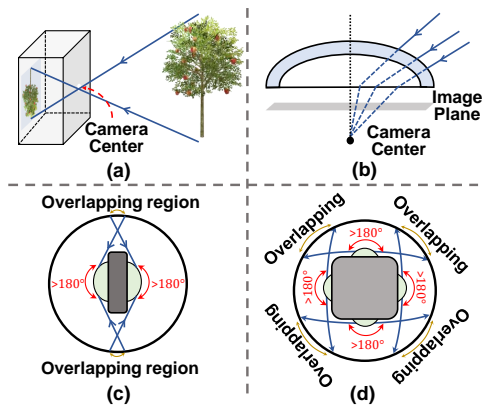 Camera
Center
(a)
Image
Plane
Camera
Center
(b)
Overlapping region
>180°
>180°
Overlapping region
(c)
Overlapping
Overlapping
>180°
>180°
>180°
>180°
Overlapping
Overlapping
(d)